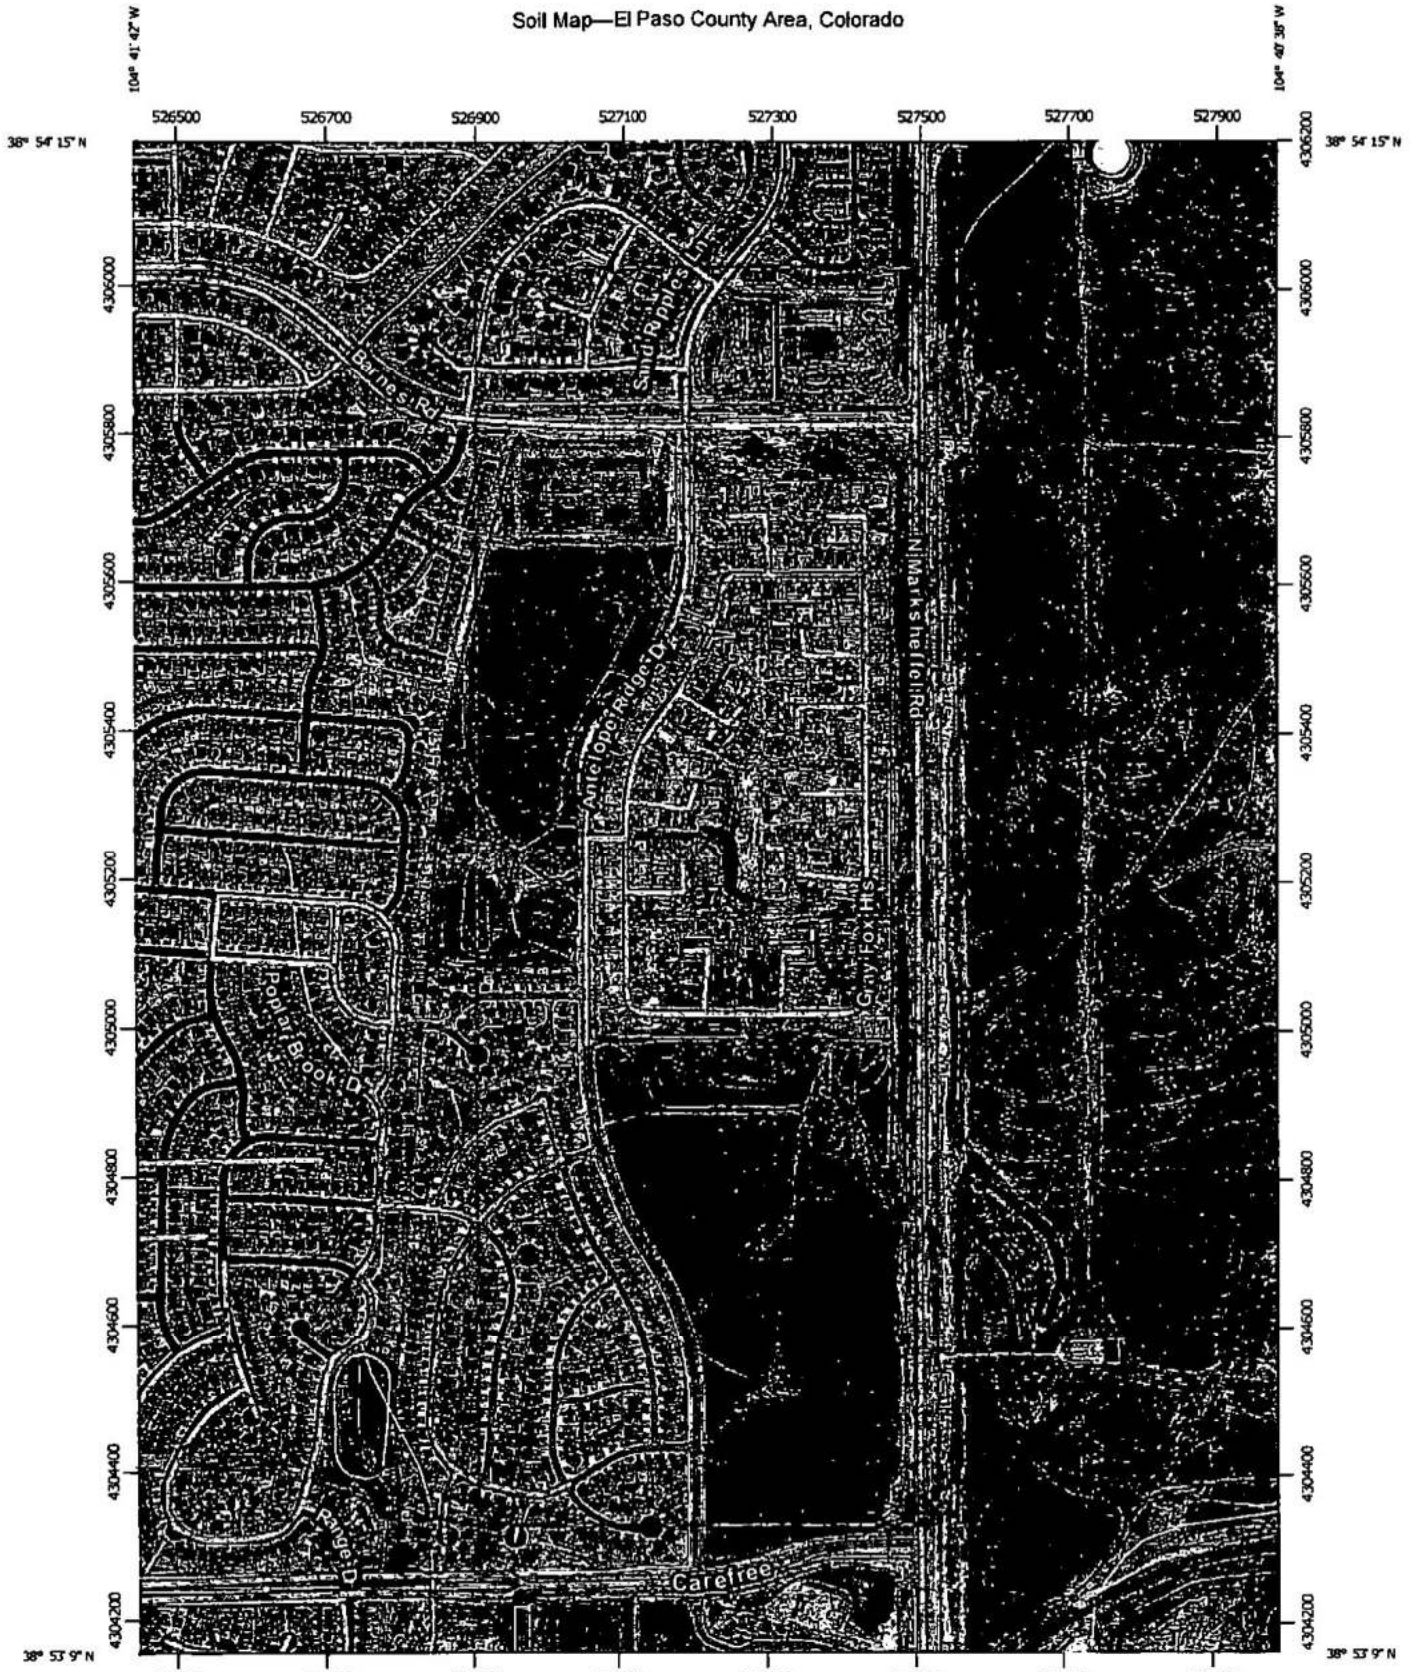 Soil Map—El Paso County Area, Colorado
104° 41' 42" W
104° 40' 38" W
526500 526700 526900 527100 527300 527500 527700 527900
38° 54' 15" N
38° 54' 15" N
4306200
4306000
4306000
Sand Ripples Ln
Barnes Rd
4305800
4305800
4305600
4305600
N Marksheffel Rd
Antelope Ridge D
4305400
4305400
4305200
4305200
Gray Fox Hts
4305000
4305000
Poplar Brook D
4304800
4304800
4304600
4304600
4304400
4304400
Range D
Carefree
4304200
4304200
38° 53' 9" N
38° 53' 9" N